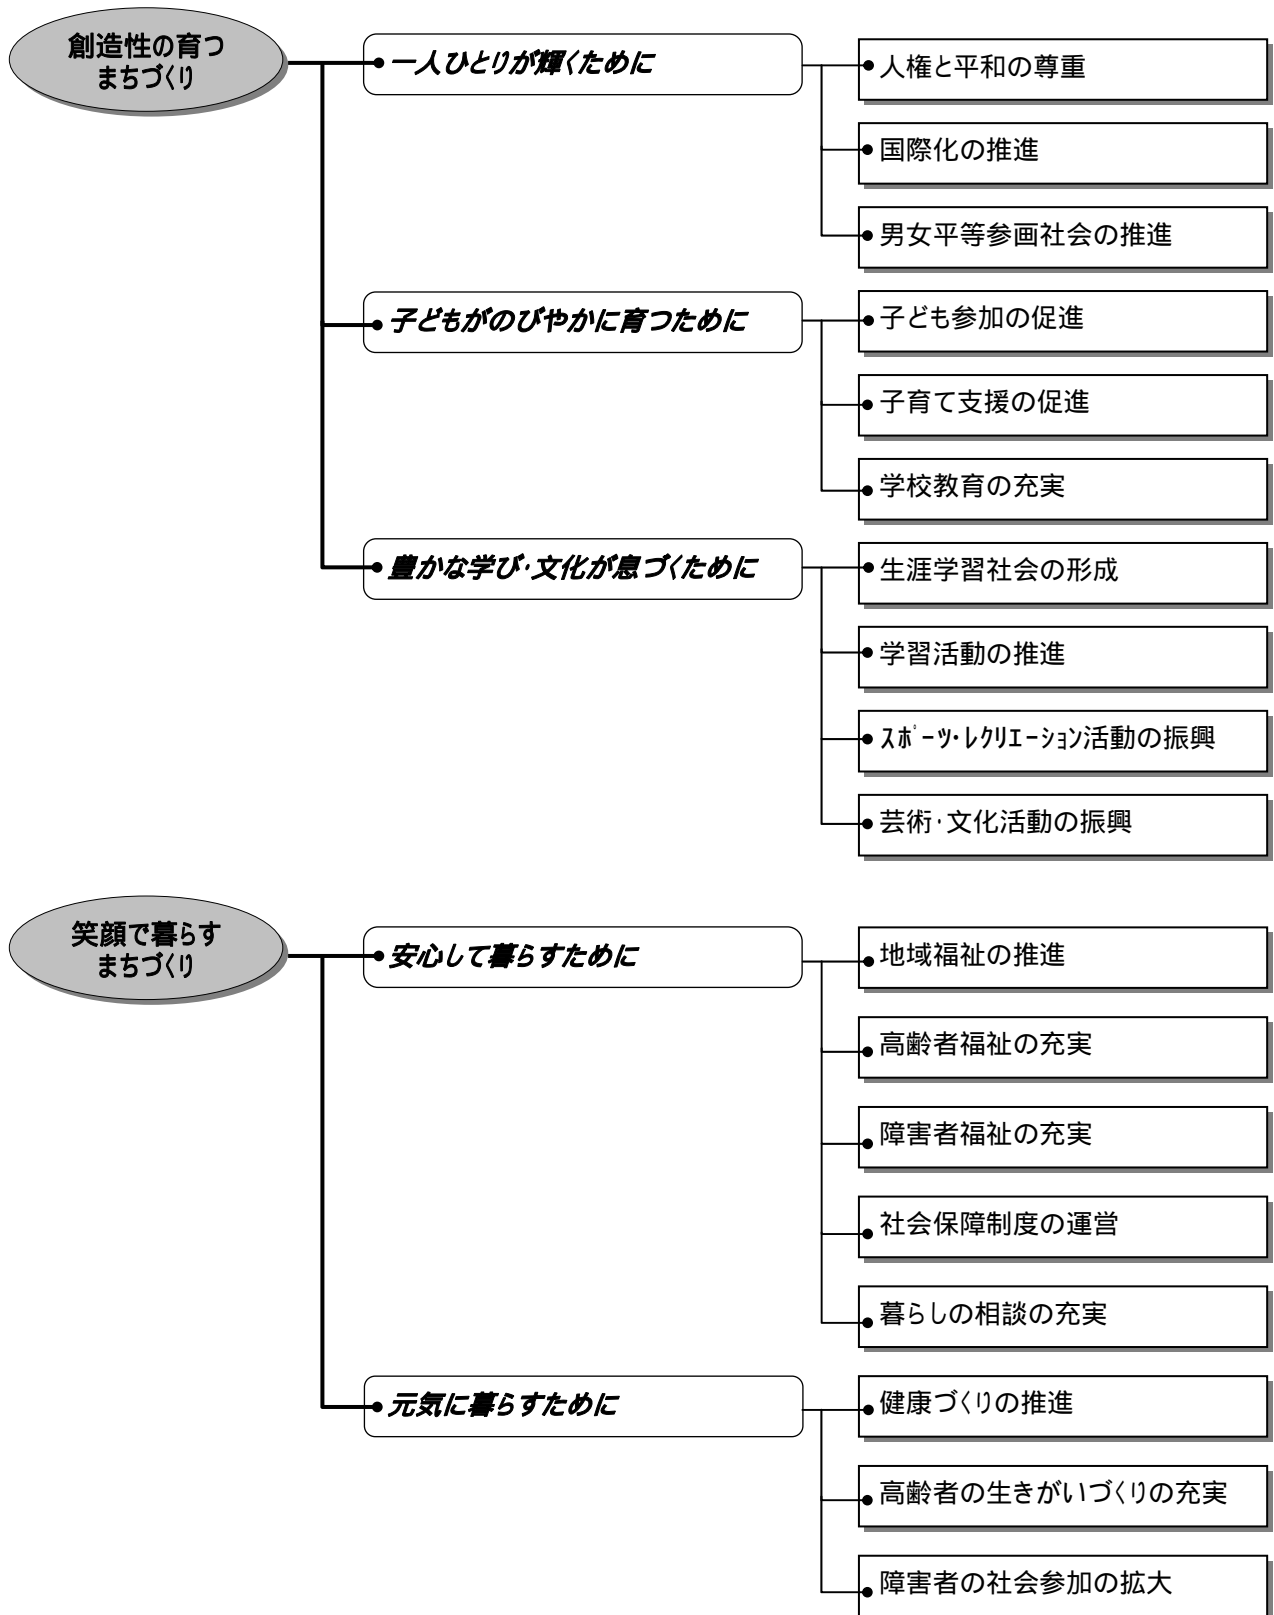 創造性の育つ
まちづくり
一人ひとりが輝くために
人権と平和の尊重
国際化の推進
男女平等参画社会の推進
子どもがのびやかに育つために
子ども参加の促進
子育て支援の促進
学校教育の充実
豊かな学び・文化が息づくために
生涯学習社会の形成
学習活動の推進
ｽﾎﾟｰﾂ・ﾚｸﾘｴｰｼｮﾝ活動の振興
芸術・文化活動の振興
笑顔で暮らす
まちづくり
安心して暮らすために
地域福祉の推進
高齢者福祉の充実
障害者福祉の充実
社会保障制度の運営
暮らしの相談の充実
元気に暮らすために
健康づくりの推進
高齢者の生きがいづくりの充実
障害者の社会参加の拡大